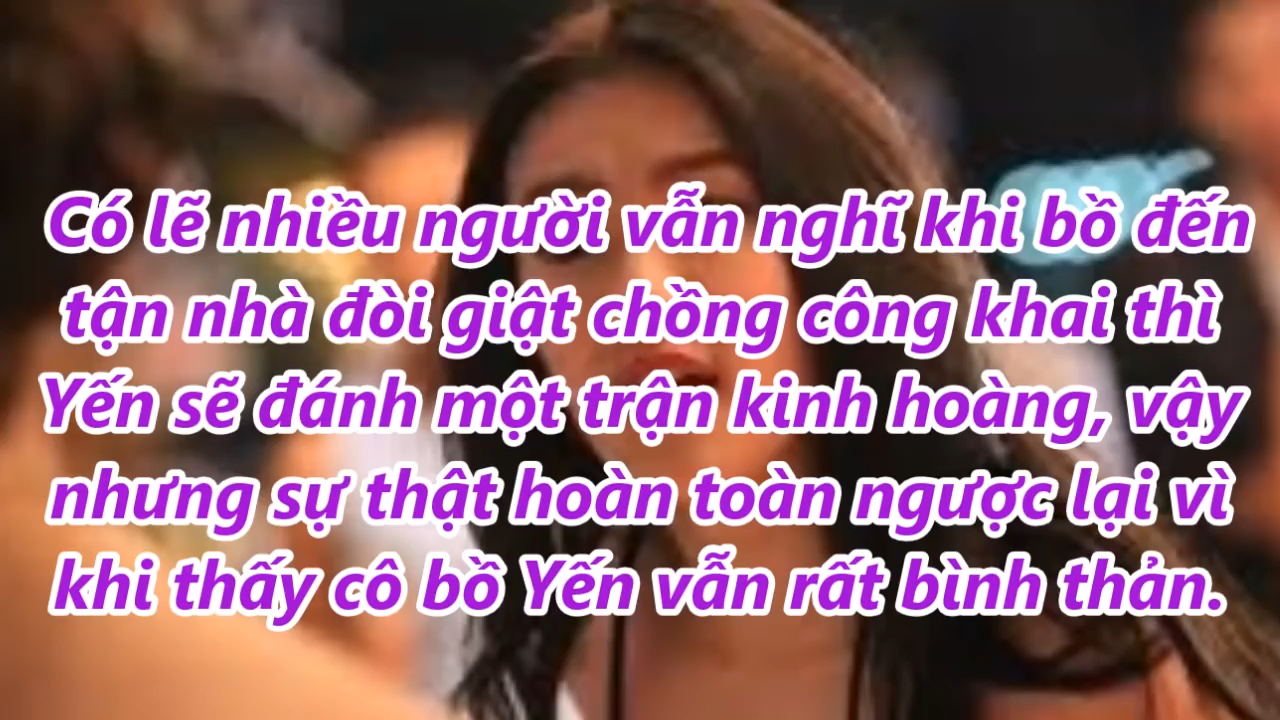 Có lẽ nhiều người vẫn nghĩ khi bồ đến
tận nhà đòi giật chồng công khai thì
Yến sẽ đánh một trận kinh hoàng, vậy
nhưng sự thật hoàn toàn ngược lại vì
khi thấy cô bồ Yến vẫn rất bình thản.